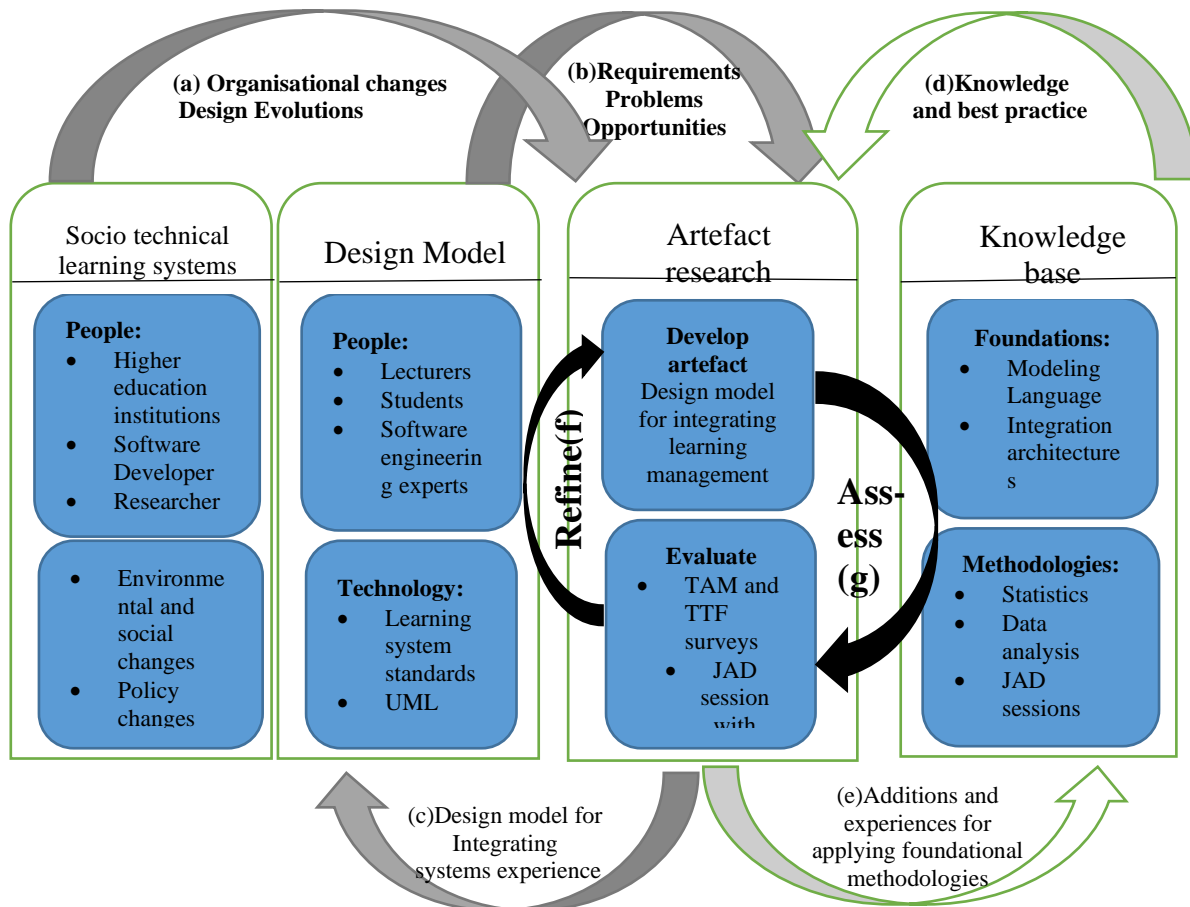 (a) Organisational changes
Design Evolutions
(b)Requirements
Problems
Opportunities
(d)Knowledge
and best practice
Socio technical
learning systems
People:
● Higher
education
institutions
● Software
Developer
● Researcher
● Environme
ntal and
social
changes
● Policy
changes
Design Model
People:
● Lecturers
● Students
● Software
engineerin
g experts
Technology:
● Learning
system
standards
● UML
Refine(f)
Artefact
research
Develop
artefact
Design model
for integrating
learning
management
Evaluate
● TAM and
TTF
surveys
● JAD
session
with
Ass-
ess
(g)
Knowledge
base
Foundations:
● Modeling
Language
● Integration
architecture
s
Methodologies:
● Statistics
● Data
analysis
● JAD
sessions
(c)Design model for
Integrating
systems experience
(e)Additions and
experiences for
applying foundational
methodologies